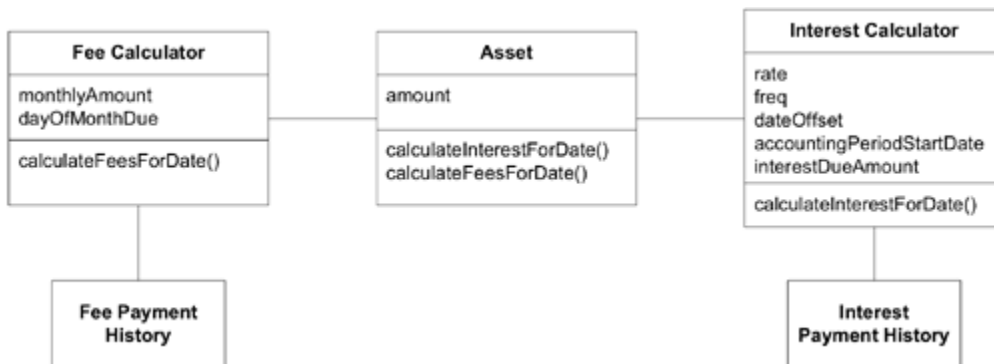 Fee Calculator
monthlyAmount
dayOfMonthDue
calculateFeesForDate()
Asset
amount
calculateInterestForDate()
calculateFeesForDate()
Interest Calculator
rate
freq
dateOffset
accountingPeriodStartDate
interestDueAmount
calculateInterestForDate()
Fee Payment
History
Interest
Payment History